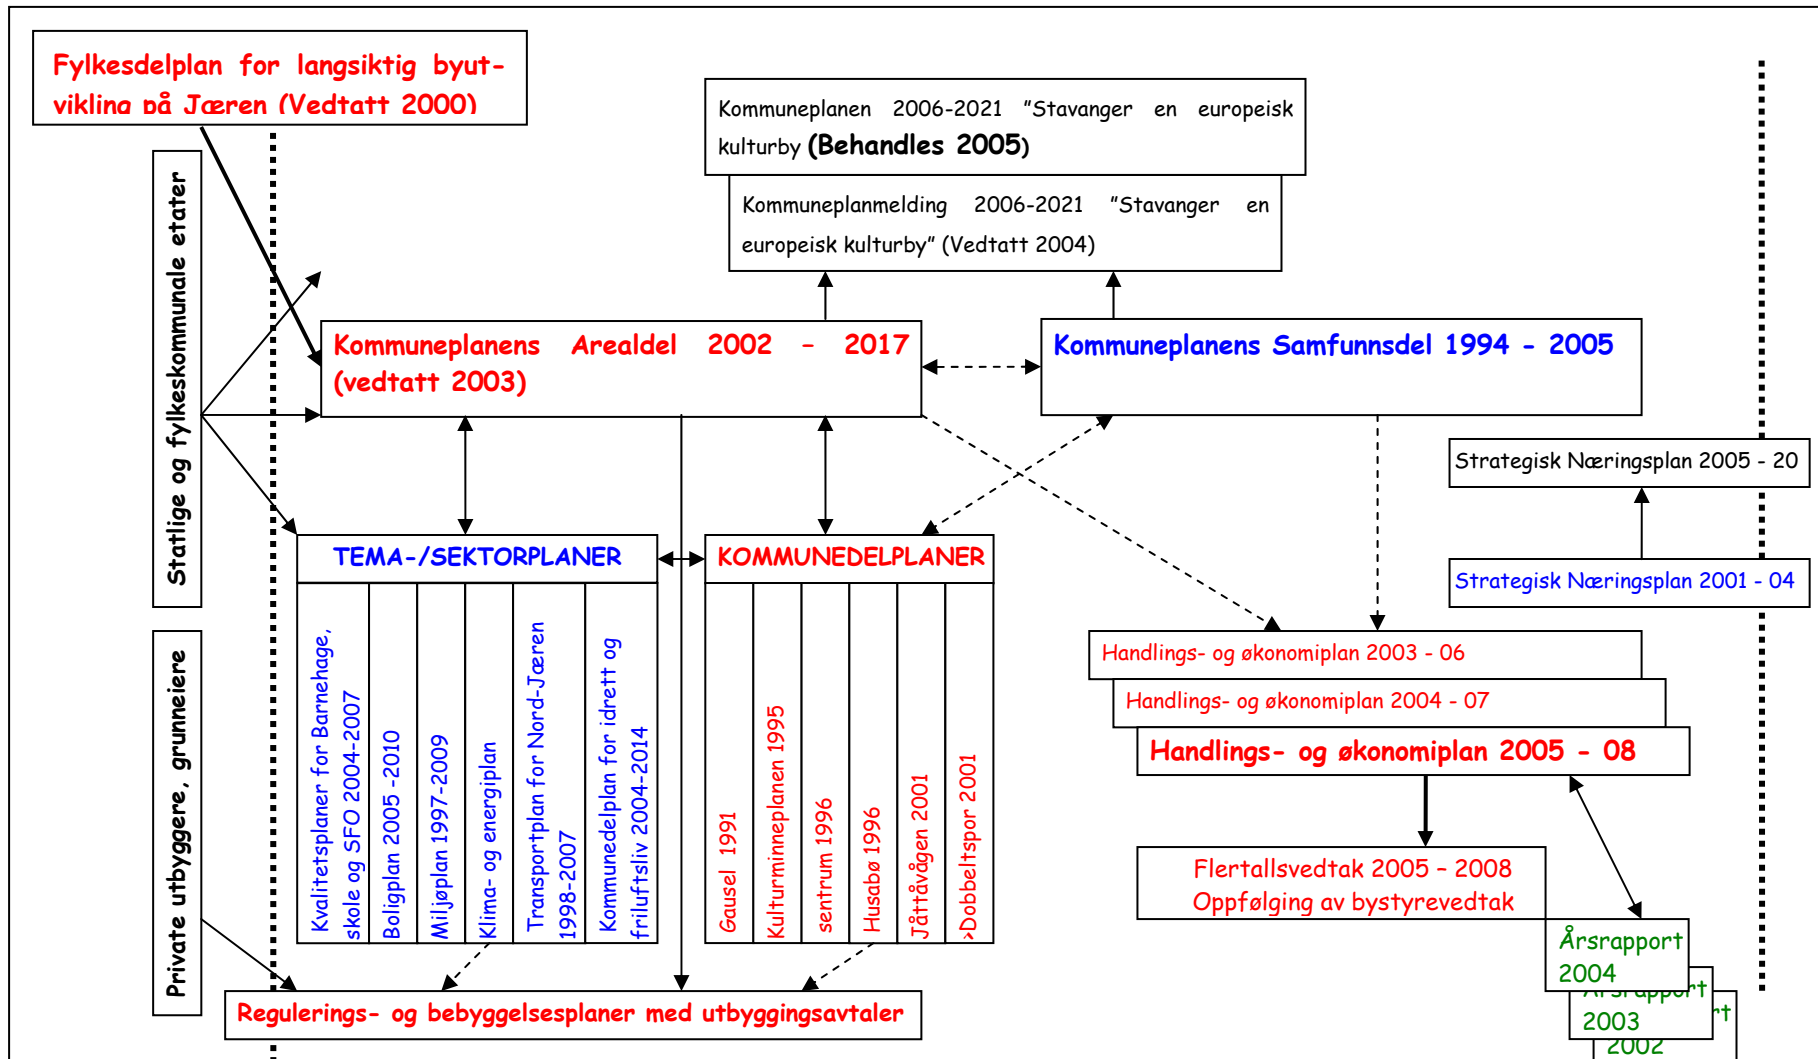 Fylkesdelplan for langsiktig byut-
vikling på Jæren (Vedtatt 2000)
Kommuneplanen 2006-2021 ”Stavanger en europeisk
kulturby (Behandles 2005)
Kommuneplanmelding 2006-2021 ”Stavanger en
europeisk kulturby” (Vedtatt 2004)
Statlige og fylkeskommunale etater
Kommuneplanens Arealdel 2002 - 2017
(vedtatt 2003)
Kommuneplanens Samfunnsdel 1994 - 2005
Strategisk Næringsplan 2005 - 20
Strategisk Næringsplan 2001 - 04
TEMA-/SEKTORPLANER
Kvalitetsplaner for Barnehage,
skole og SFO 2004-2007
Boligplan 2005 -2010
Miljøplan 1997-2009
Klima- og energiplan
Transportplan for Nord-Jæren
1998-2007
Kommunedelplan for idrett og
friluftsliv 2004-2014
KOMMUNEDELPLANER
Gausel 1991
Kulturminneplanen 1995
sentrum 1996
Husabø 1996
Jåttåvågen 2001
>Dobbeltspor 2001
Handlings- og økonomiplan 2003 - 06
Handlings- og økonomiplan 2004 - 07
Handlings- og økonomiplan 2005 - 08
Private utbyggere, grunneiere
Flertallsvedtak 2005 – 2008
Oppfølging av bystyrevedtak
Årsrapport
2004
Årsrapport
2003
rt
2002
Regulerings- og bebyggelsesplaner med utbyggingsavtaler